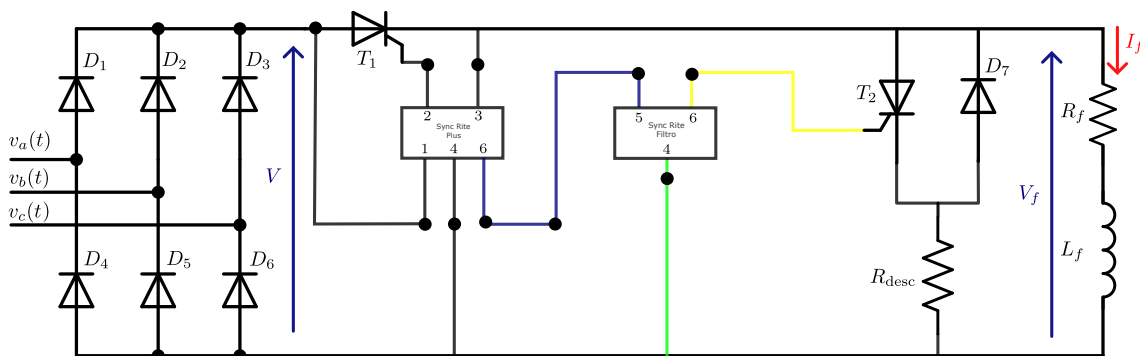 D1
D2
D3
T1
If
D7
T2
Rf
2
3
Sync Rite
Plus
1
4
6
5
6
Sync Rite
Filtro
4
va(t)
vb(t)
vc(t)
V
Vf
D4
D5
D6
Rdesc
Lf